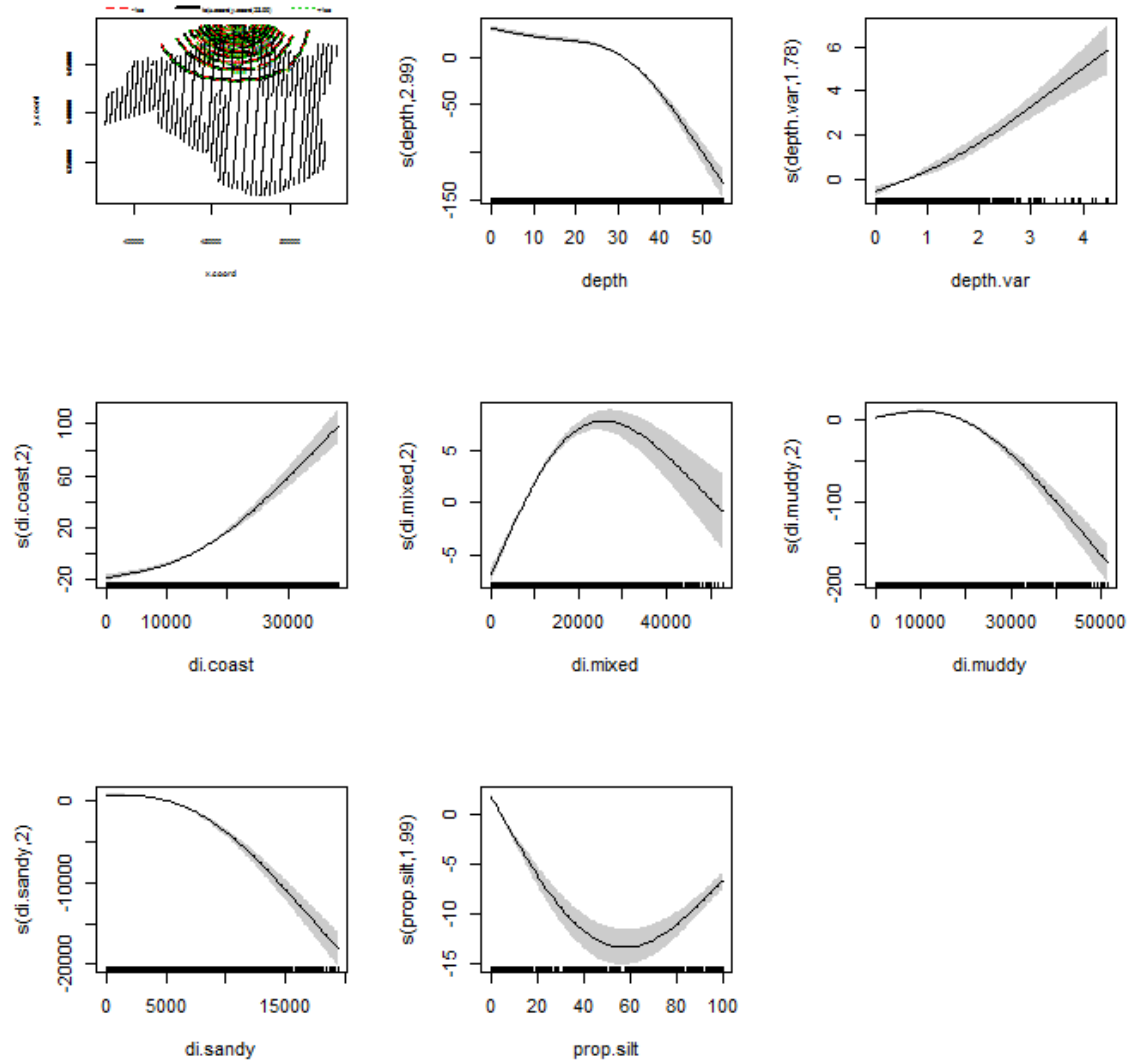 x.coord
y.coord
s(depth,2.99)
0
-50
-150
0 10 20 30 40 50
depth
s(depth.var,1.78)
6
4
2
0
0 1 2 3 4
depth.var
s(di.coast,2)
100
60
20
-20
0 10000 30000
di.coast
s(di.mixed,2)
5
0
-5
0 20000 40000
di.mixed
s(di.muddy,2)
0
-100
-200
0 10000 30000 50000
di.muddy
s(di.sandy,2)
0
-10000
-20000
0 5000 15000
di.sandy
s(prop.silt,1.99)
0
-5
-10
-15
0 20 40 60 80 100
prop.silt